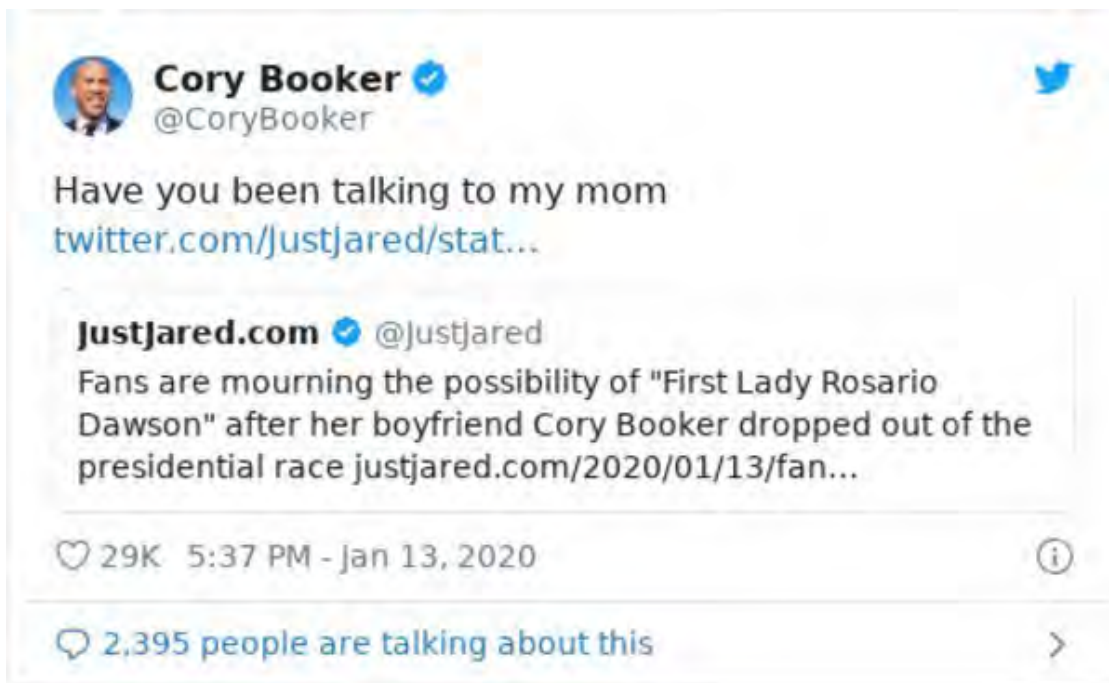 Cory Booker
@CoryBooker
Have you been talking to my mom
twitter.com/JustJared/stat...
JustJared.com @JustJared
Fans are mourning the possibility of "First Lady Rosario
Dawson" after her boyfriend Cory Booker dropped out of the
presidential race justjared.com/2020/01/13/fan...
29K 5:37 PM - Jan 13, 2020
2,395 people are talking about this